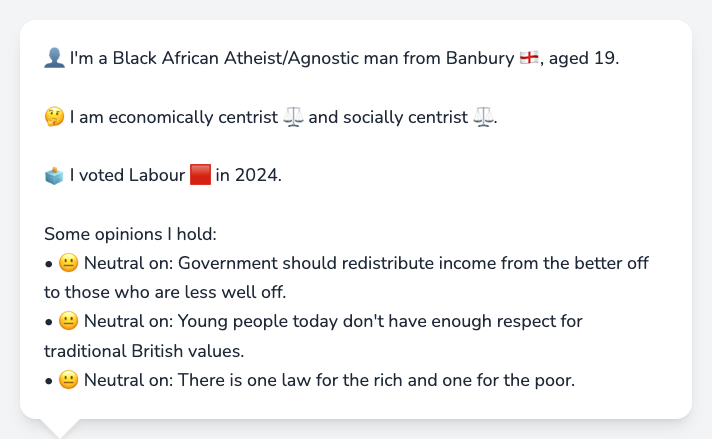 👤 I'm a Black African Atheist/Agnostic man from Banbury 🏴󠁧󠁢󠁥󠁮󠁧󠁿, aged 19.
🤔 I am economically centrist ⚖️ and socially centrist ⚖️.
🗳️ I voted Labour 🟥 in 2024.
Some opinions I hold:
• 😐 Neutral on: Government should redistribute income from the better off
to those who are less well off.
• 😐 Neutral on: Young people today don't have enough respect for
traditional British values.
• 😐 Neutral on: There is one law for the rich and one for the poor.